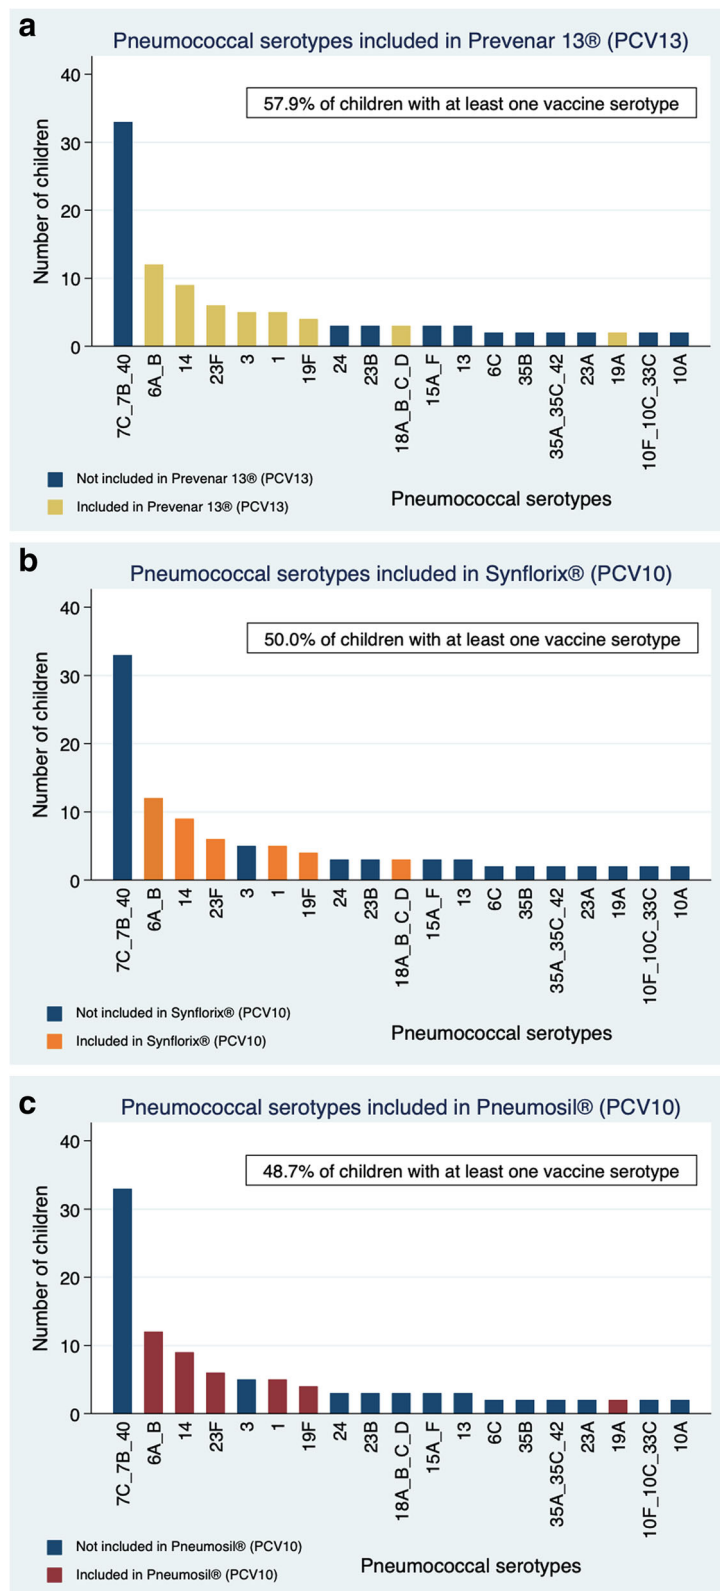 a
Pneumococcal serotypes included in Prevenar 13® (PCV13)
57.9% of children with at least one vaccine serotype
Number of children
40
30
20
10
0
7C_7B_40
6A_B
14
23F
3
1
19F
24
23B
18A_B_C_D
15A_F
13
6C
35B
35A_35C_42
23A
19A
10F_10C_33C
10A
Not included in Prevenar 13® (PCV13)
Included in Prevenar 13® (PCV13)
Pneumococcal serotypes
b
Pneumococcal serotypes included in Synflorix® (PCV10)
50.0% of children with at least one vaccine serotype
Number of children
40
30
20
10
0
7C_7B_40
6A_B
14
23F
3
1
19F
24
23B
18A_B_C_D
15A_F
13
6C
35B
35A_35C_42
23A
19A
10F_10C_33C
10A
Not included in Synflorix® (PCV10)
Included in Synflorix® (PCV10)
Pneumococcal serotypes
c
Pneumococcal serotypes included in Pneumosil® (PCV10)
48.7% of children with at least one vaccine serotype
Number of children
40
30
20
10
0
7C_7B_40
6A_B
14
23F
3
1
19F
24
23B
18A_B_C_D
15A_F
13
6C
35B
35A_35C_42
23A
19A
10F_10C_33C
10A
Not included in Pneumosil® (PCV10)
Included in Pneumosil® (PCV10)
Pneumococcal serotypes